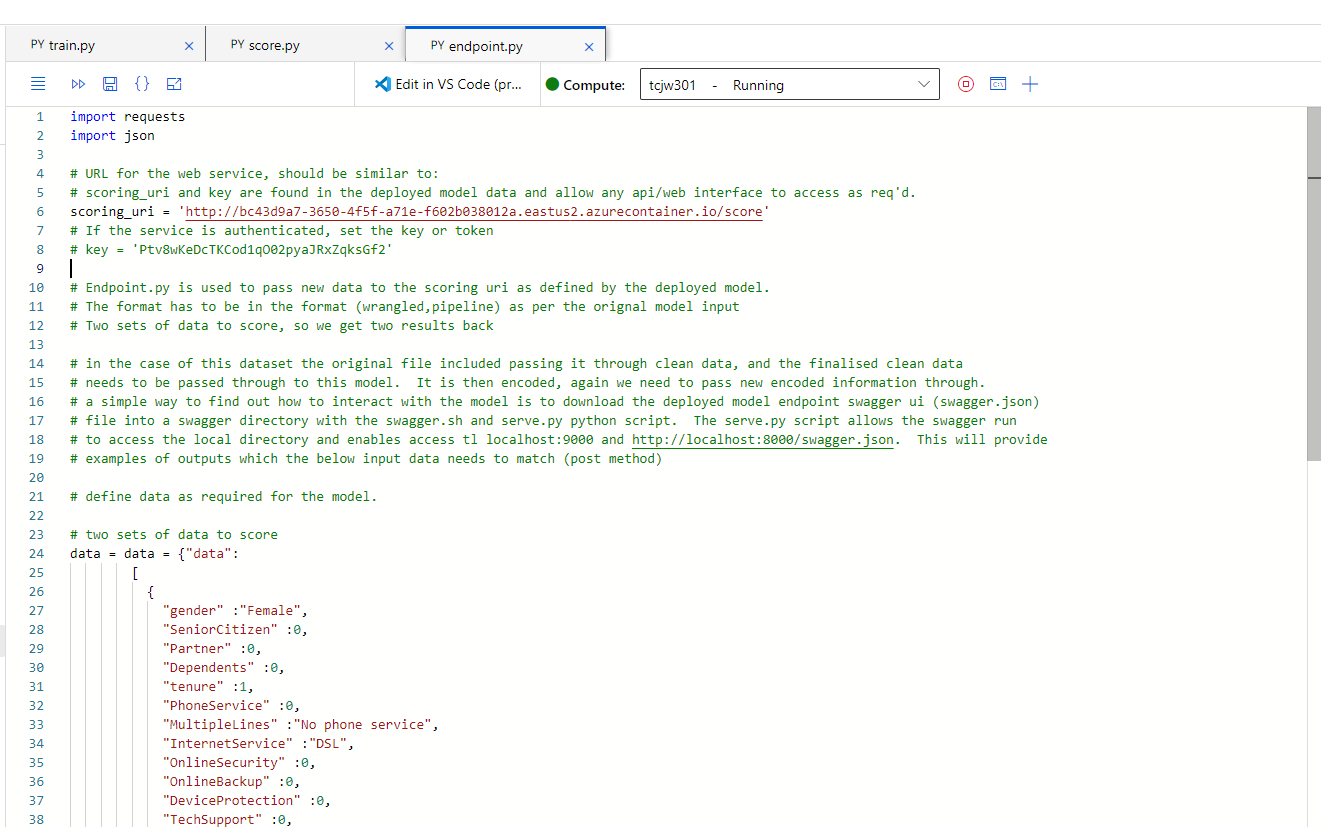 PY train.py ×
PY score.py ×
PY endpoint.py ×
Edit in VS Code (pr...
Compute:
tcjw301 - Running
1 import requests
2 import json
3
4 # URL for the web service, should be similar to:
5 # scoring_uri and key are found in the deployed model data and allow any api/web interface to access as req'd.
6 scoring_uri = 'http://bc43d9a7-3650-4f5f-a71e-f602b038012a.eastus2.azurecontainer.io/score'
7 # If the service is authenticated, set the key or token
8 # key = 'Ptv8wKeDcTKCod1qO02pyaJRxZqksGf2'
9
10 # Endpoint.py is used to pass new data to the scoring uri as defined by the deployed model.
11 # The format has to be in the format (wrangled,pipeline) as per the orignal model input
12 # Two sets of data to score, so we get two results back
13
14 # in the case of this dataset the original file included passing it through clean data, and the finalised clean data
15 # needs to be passed through to this model.  It is then encoded, again we need to pass new encoded information through.
16 # a simple way to find out how to interact with the model is to download the deployed model endpoint swagger ui (swagger.json)
17 # file into a swagger directory with the swagger.sh and serve.py python script.  The serve.py script allows the swagger run
18 # to access the local directory and enables access tl localhost:9000 and http://localhost:8000/swagger.json.  This will provide
19 # examples of outputs which the below input data needs to match (post method)
20
21 # define data as required for the model.
22
23 # two sets of data to score
24 data = data = {"data":
25 [
26 {
27 "gender" :"Female",
28 "SeniorCitizen" :0,
29 "Partner" :0,
30 "Dependents" :0,
31 "tenure" :1,
32 "PhoneService" :0,
33 "MultipleLines" :"No phone service",
34 "InternetService" :"DSL",
35 "OnlineSecurity" :0,
36 "OnlineBackup" :0,
37 "DeviceProtection" :0,
38 "TechSupport" :0,